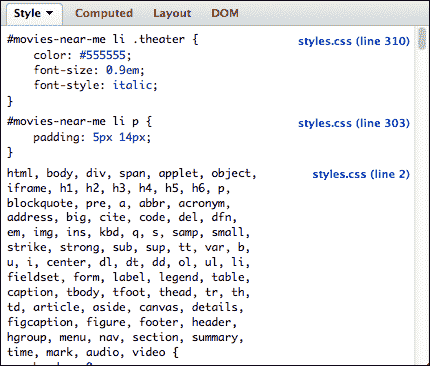 Style ▼ Computed Layout DOM
#movies-near-me li .theater { styles.css (line 310)
color: #555555;
font-size: 0.9em;
font-style: italic;
}
#movies-near-me li p { styles.css (line 303)
padding: 5px 14px;
}
html, body, div, span, applet, object, styles.css (line 2)
iframe, h1, h2, h3, h4, h5, h6, p,
blockquote, pre, a, abbr, acronym,
address, big, cite, code, del, dfn,
em, img, ins, kbd, q, s, samp, small,
strike, strong, sub, sup, tt, var, b,
u, i, center, dl, dt, dd, ol, ul, li,
fieldset, form, label, legend, table,
caption, tbody, tfoot, thead, tr, th,
td, article, aside, canvas, details,
figcaption, figure, footer, header,
hgroup, menu, nav, section, summary,
time, mark, audio, video {